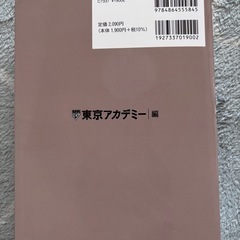 定価 2,090円
(本体 1,900円+税10%)
9784864555845
1927337019002
東京アカデミー 編